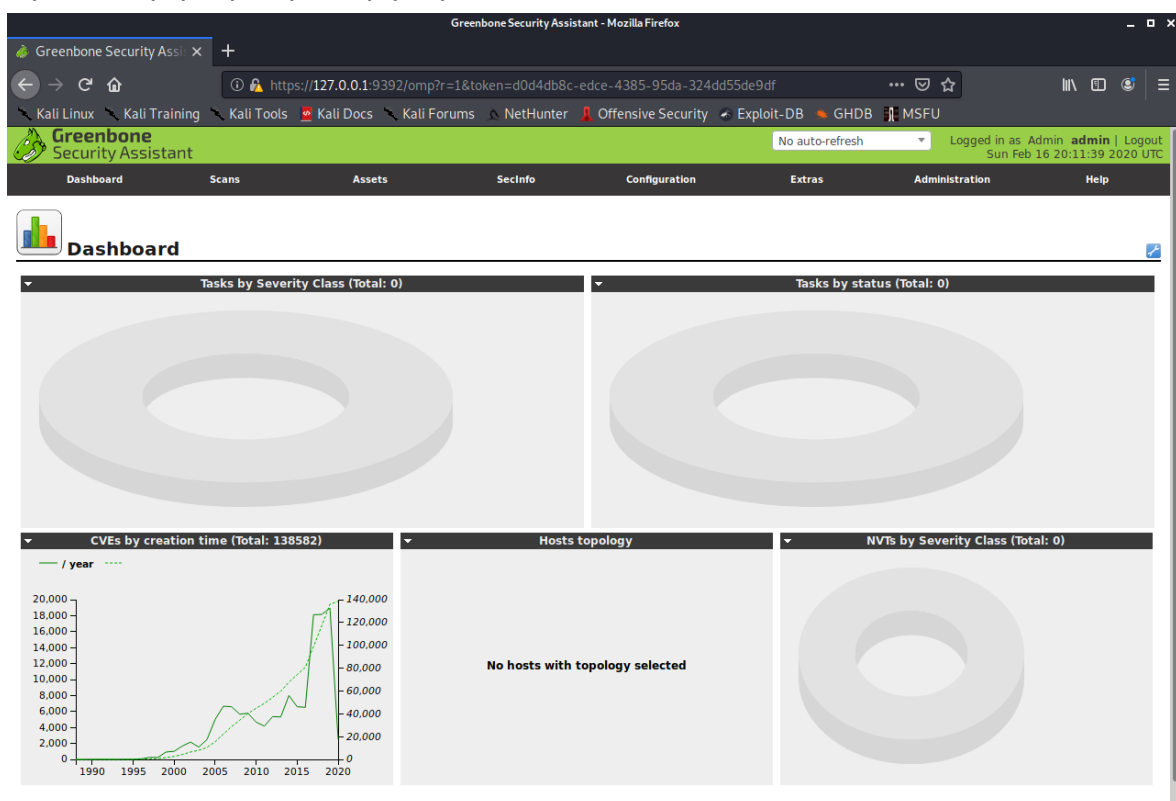 Greenbone Security Assistant - Mozilla Firefox
Greenbone Security Assi
https://127.0.0.1:9392/omp?r=1&token=d0d4db8c-edce-4385-95da-324dd55de9df
Kali Linux Kali Training Kali Tools Kali Docs Kali Forums NetHunter Offensive Security Exploit-DB GHDB MSFU
Greenbone
Security Assistant
No auto-refresh
Logged in as Admin admin | Logout
Sun Feb 16 20:11:39 2020 UTC
Dashboard Scans Assets SecInfo Configuration Extras Administration Help
Dashboard
Tasks by Severity Class (Total: 0)
Tasks by status (Total: 0)
CVEs by creation time (Total: 138582)
/ year
20,000
18,000
16,000
14,000
12,000
10,000
8,000
6,000
4,000
2,000
0
140,000
120,000
100,000
80,000
60,000
40,000
20,000
0
1990 1995 2000 2005 2010 2015 2020
Hosts topology
No hosts with topology selected
NVTs by Severity Class (Total: 0)